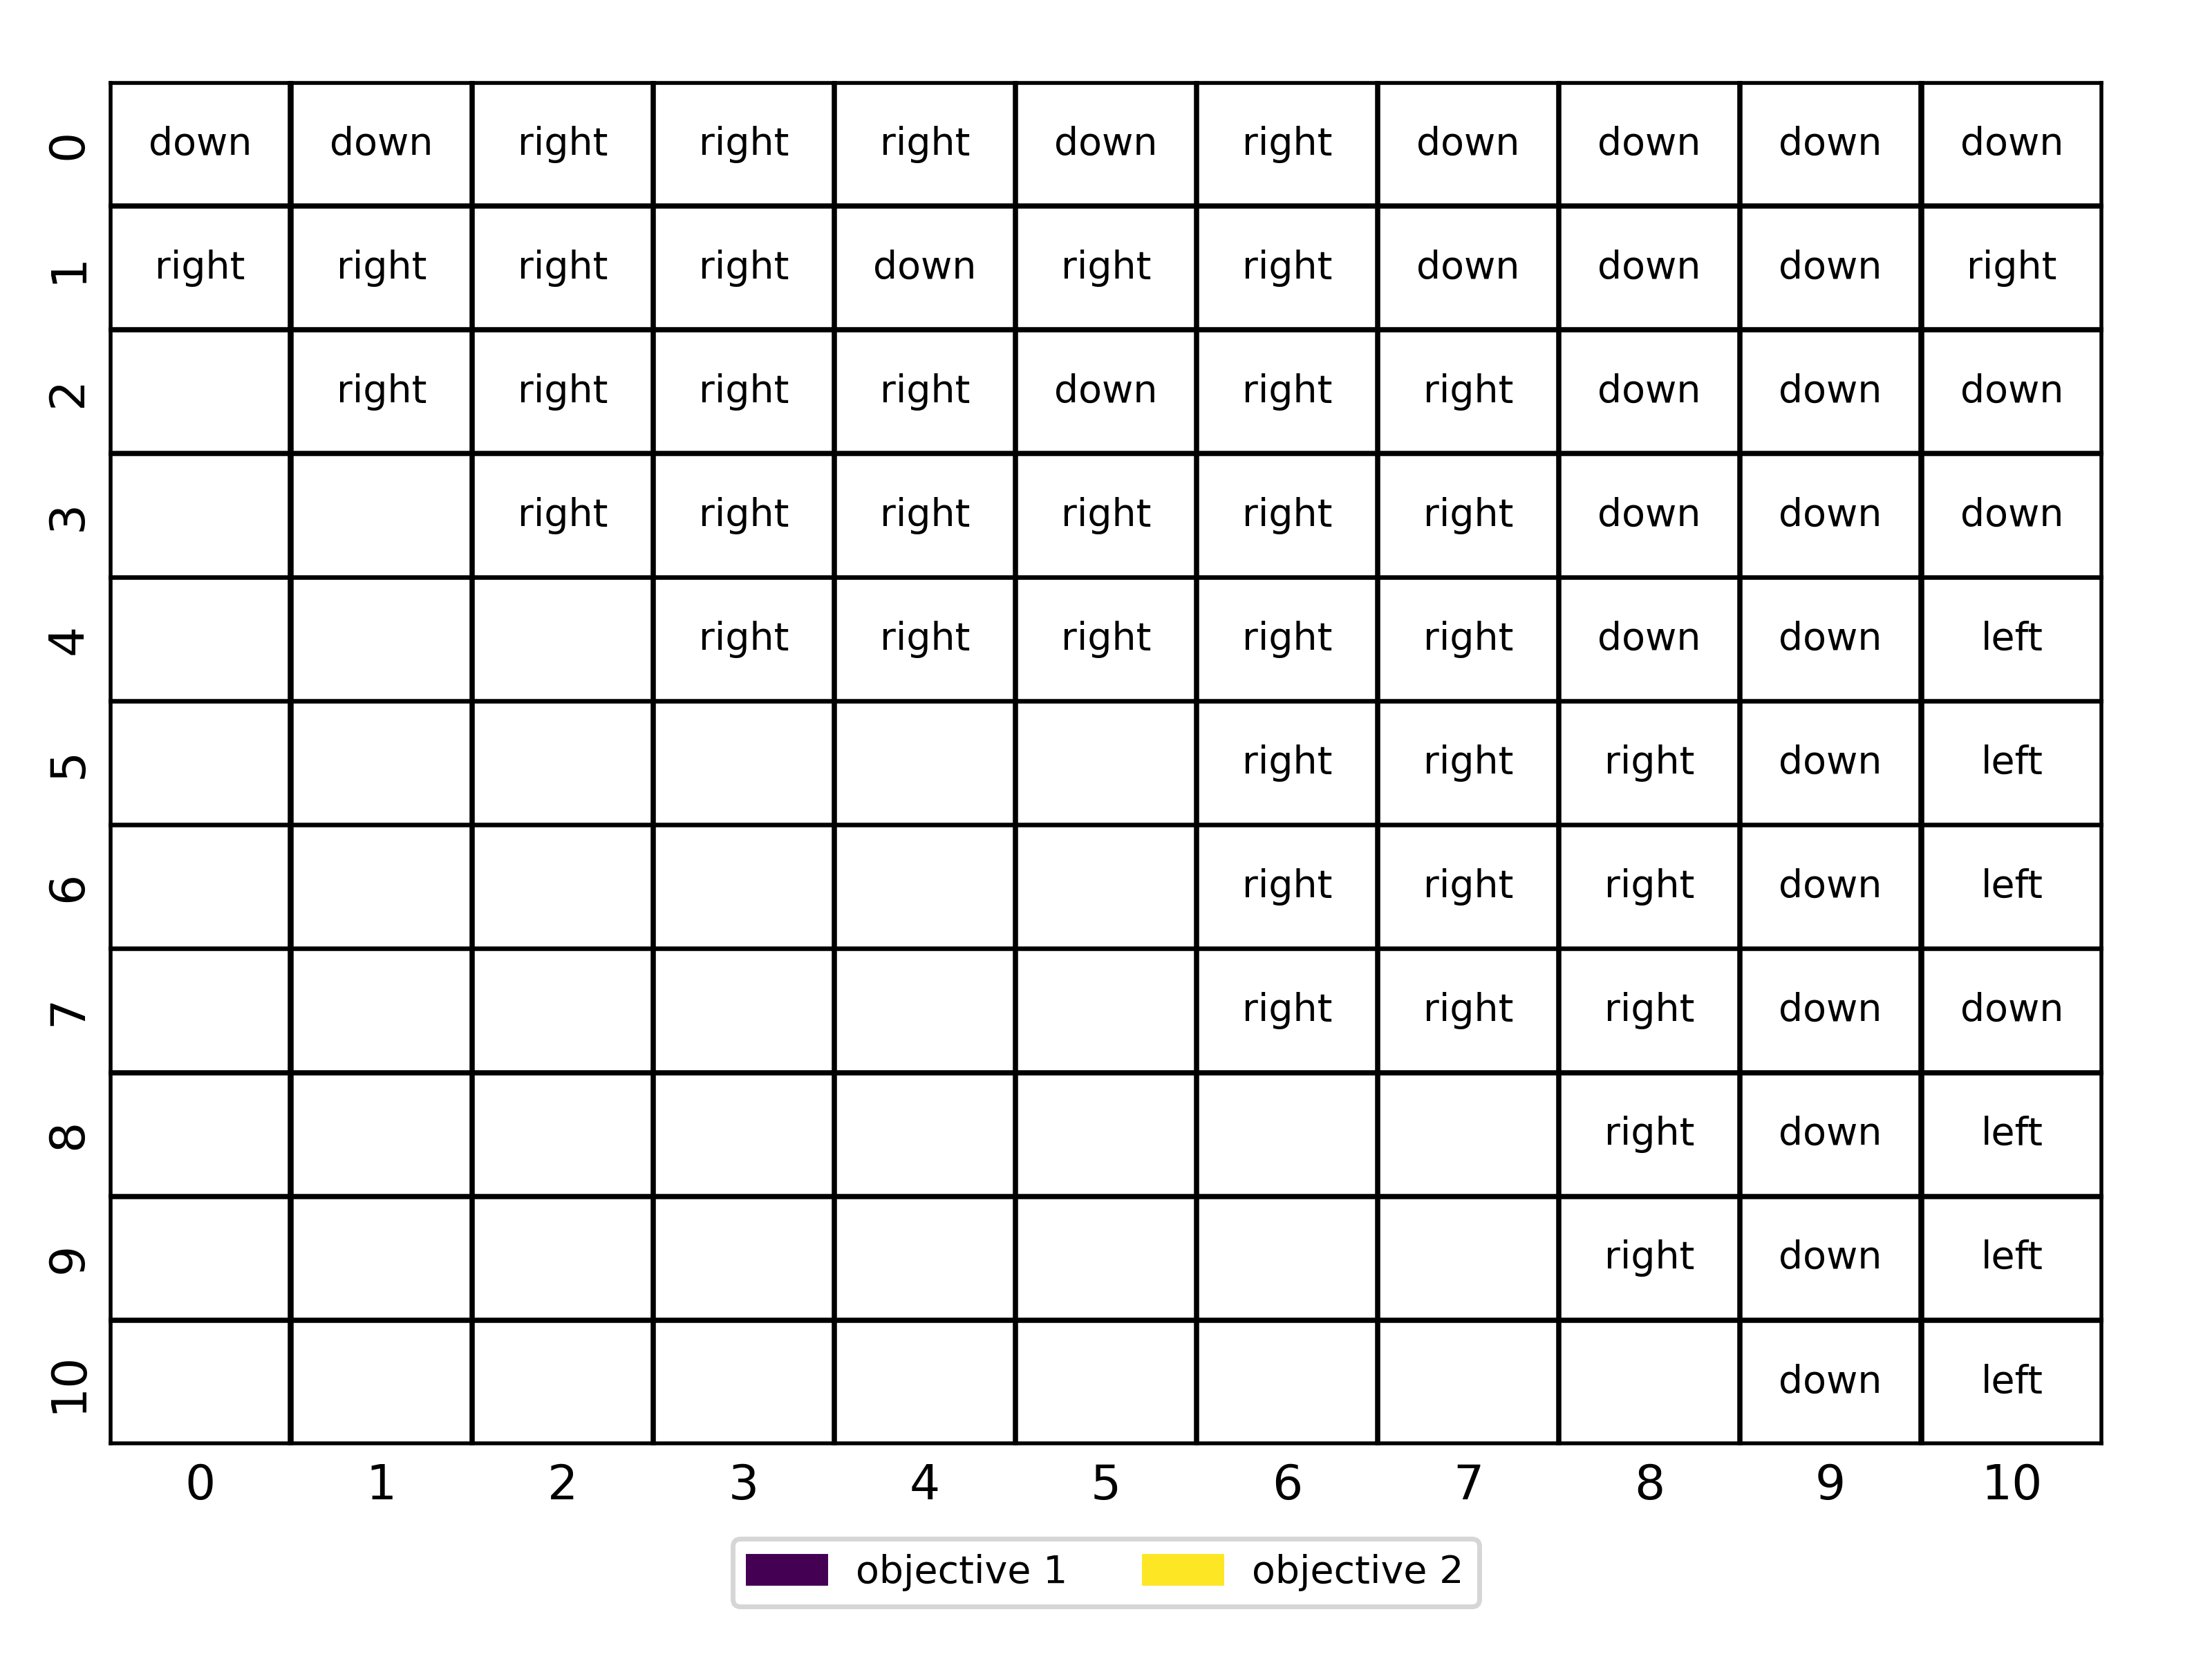 0 down down right right right down right down down down down
1 right right right right down right right down down down right
2 right right right right down right right down down down
3 right right right right right right down down down
4 right right right right right down down left
5 right right right down left
6 right right right down left
7 right right right down down
8 right down left
9 right down left
10 down left
0 1 2 3 4 5 6 7 8 9 10
objective 1 objective 2